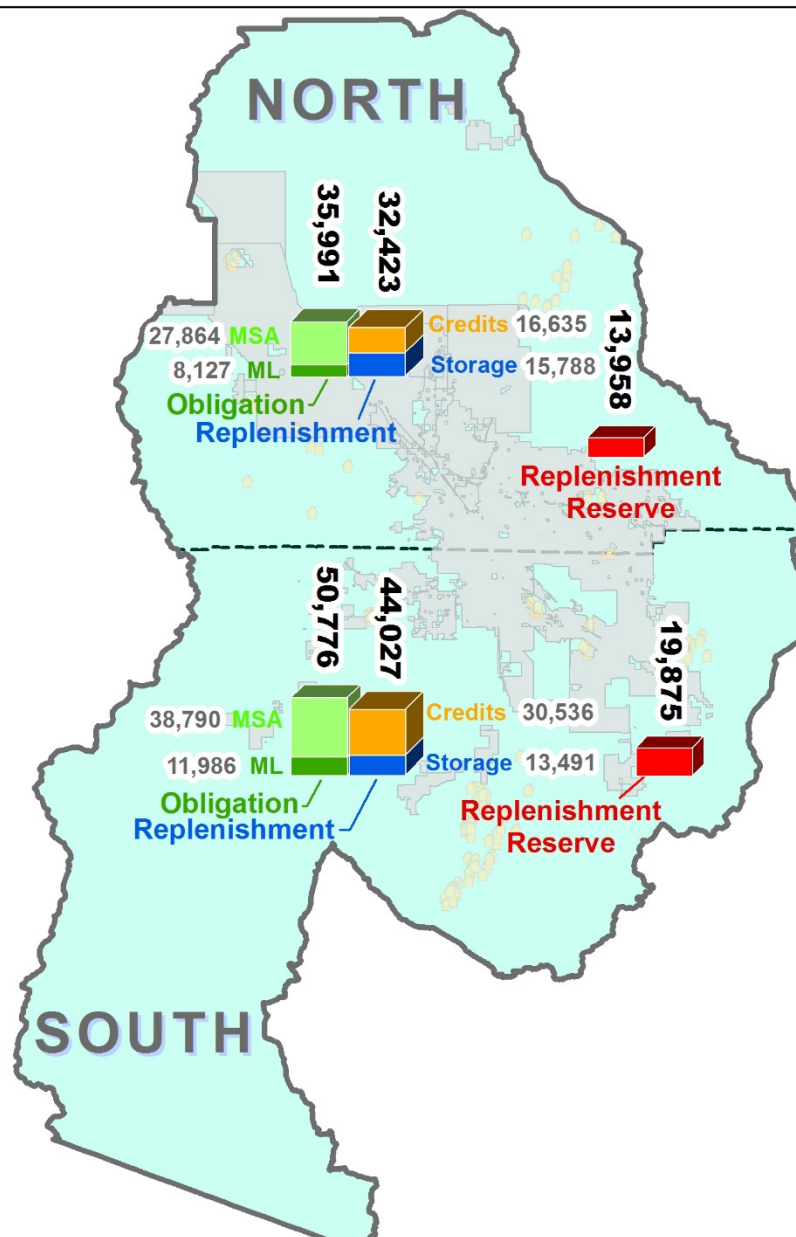 NORTH
35,991
32,423
27,864 MSA
Credits 16,635
8,127 ML
Storage 15,788
13,958
Obligation
Replenishment
Replenishment
Reserve
50,776
44,027
19,875
38,790 MSA
Credits 30,536
11,986 ML
Storage 13,491
Obligation
Replenishment
Replenishment
Reserve
SOUTH